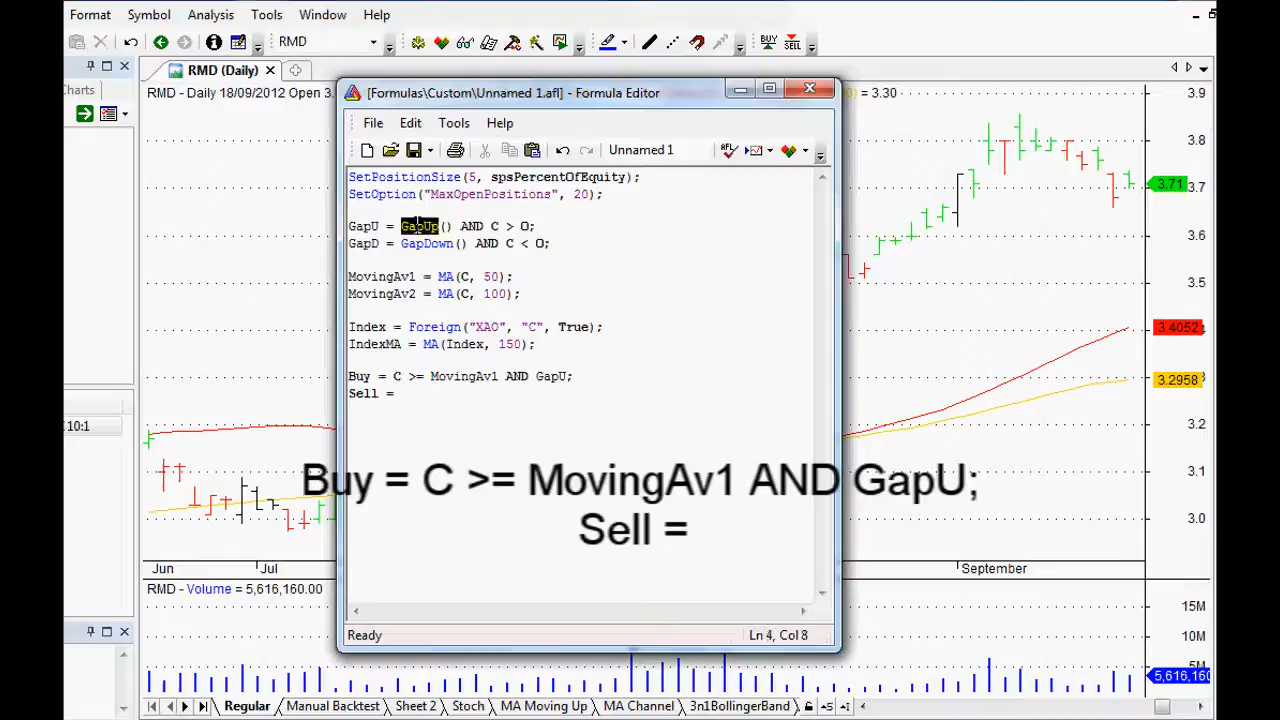 Format Symbol Analysis Tools Window Help
RMD
BUY SELL
RMD (Daily)
Charts
RMD - Daily 18/09/2012 Open 3.
) = 3.30
[Formulas\Custom\Unnamed 1.afl] - Formula Editor
File Edit Tools Help
Unnamed 1
AFL
SetPositionSize(5, spsPercentOfEquity);
SetOption("MaxOpenPositions", 20);
GapU = GapUp() AND C > O;
GapD = GapDown() AND C < O;
MovingAv1 = MA(C, 50);
MovingAv2 = MA(C, 100);
Index = Foreign("XAO", "C", True);
IndexMA = MA(Index, 150);
Buy = C >= MovingAv1 AND GapU;
Sell =
Buy = C >= MovingAv1 AND GapU;
Sell =
Ready
Ln 4, Col 8
3.9
3.8
3.71
3.7
3.6
3.5
3.4052
3.2958
3.2
3.1
3.0
10:1
Jun Jul September
RMD - Volume = 5,616,160.00
15M
10M
5M
5,616,160
Regular Manual Backtest Sheet 2 Stoch MA Moving Up MA Channel 3n1BollingerBand